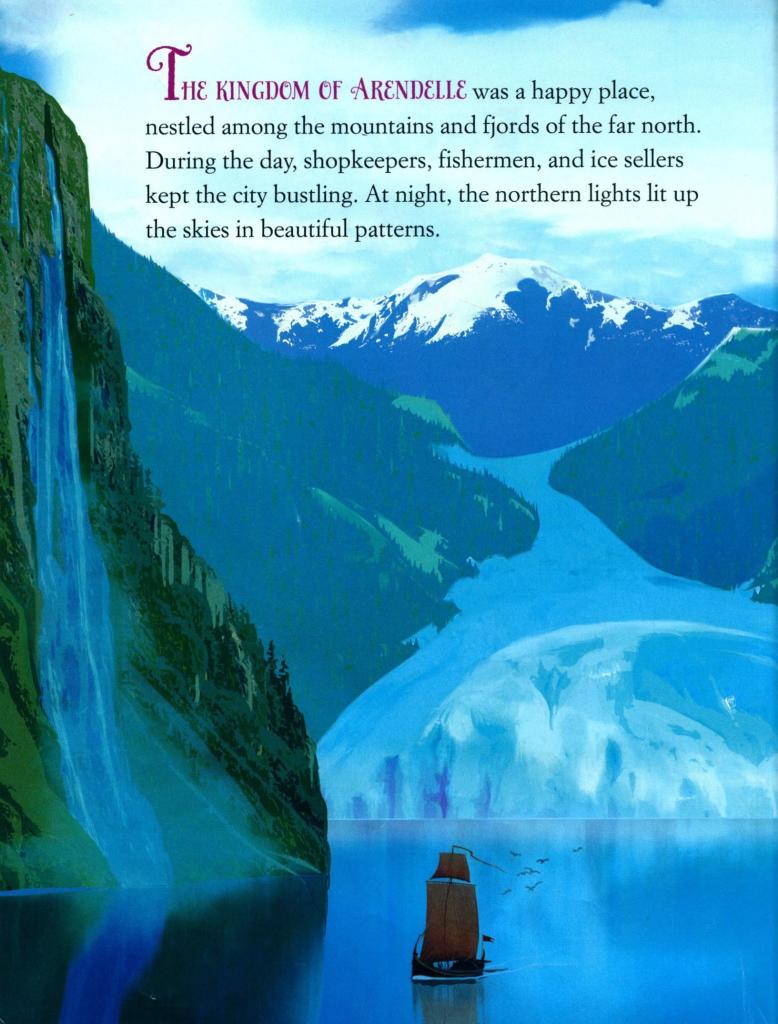 The kingdom of Arendelle was a happy place,
nestled among the mountains and fjords of the far north.
During the day, shopkeepers, fishermen, and ice sellers
kept the city bustling. At night, the northern lights lit up
the skies in beautiful patterns.